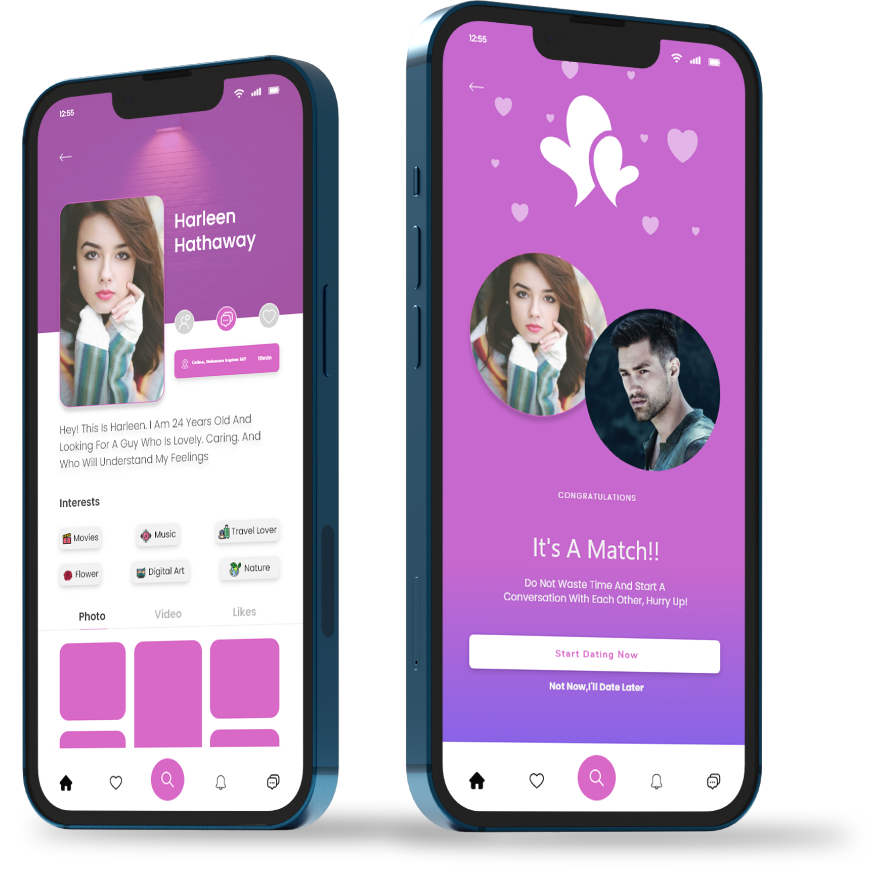 12:55
Harleen
Hathaway
Celina, Delaware
10min
Hey! This Is Harleen. I Am 24 Years Old And
Looking For A Guy Who Is Lovely. Caring. And
Who Will Understand My Feelings
Interests
Movies
Music
Travel Lover
Flower
Digital Art
Nature
Photo
Video
Likes
12:55
CONGRATULATIONS
It's A Match!!
Do Not Waste Time And Start A
Conversation With Each Other, Hurry Up!
Start Dating Now
Not Now,I'll Date Later